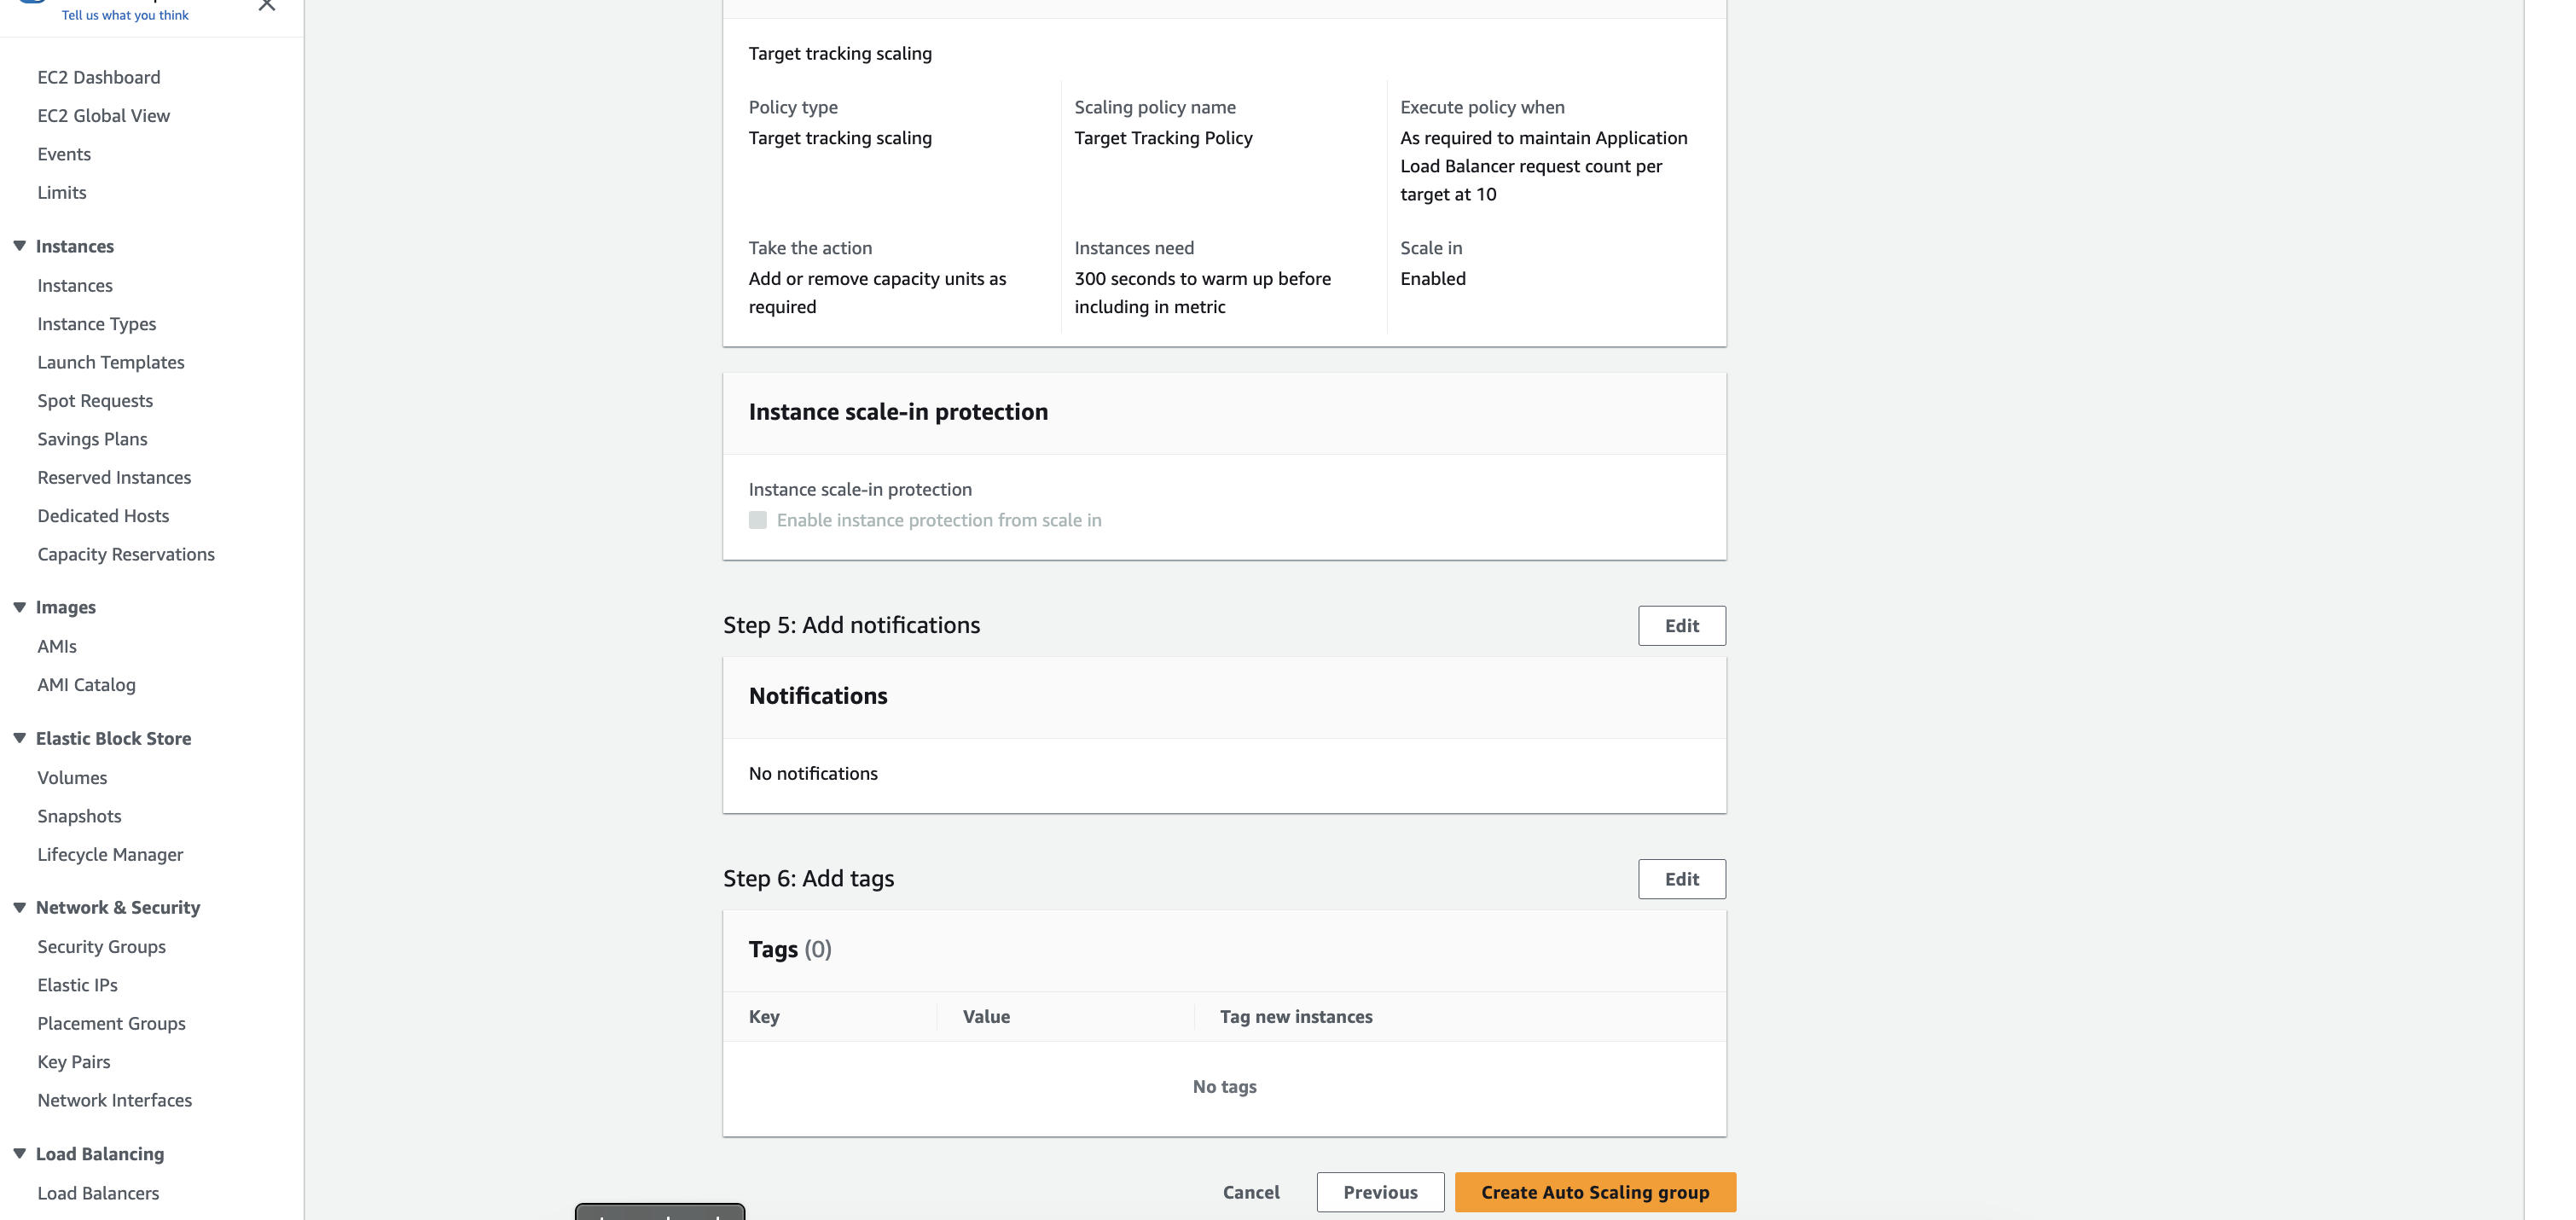 Tell us what you think
EC2 Dashboard
EC2 Global View
Events
Limits
Instances
Instances
Instance Types
Launch Templates
Spot Requests
Savings Plans
Reserved Instances
Dedicated Hosts
Capacity Reservations
Images
AMIs
AMI Catalog
Elastic Block Store
Volumes
Snapshots
Lifecycle Manager
Network & Security
Security Groups
Elastic IPs
Placement Groups
Key Pairs
Network Interfaces
Load Balancing
Load Balancers
Target tracking scaling
Policy type
Target tracking scaling
Scaling policy name
Target Tracking Policy
Execute policy when
As required to maintain Application
Load Balancer request count per
target at 10
Take the action
Add or remove capacity units as
required
Instances need
300 seconds to warm up before
including in metric
Scale in
Enabled
Instance scale-in protection
Instance scale-in protection
Enable instance protection from scale in
Step 5: Add notifications
Edit
Notifications
No notifications
Step 6: Add tags
Edit
Tags (0)
Key
Value
Tag new instances
No tags
Cancel
Previous
Create Auto Scaling group